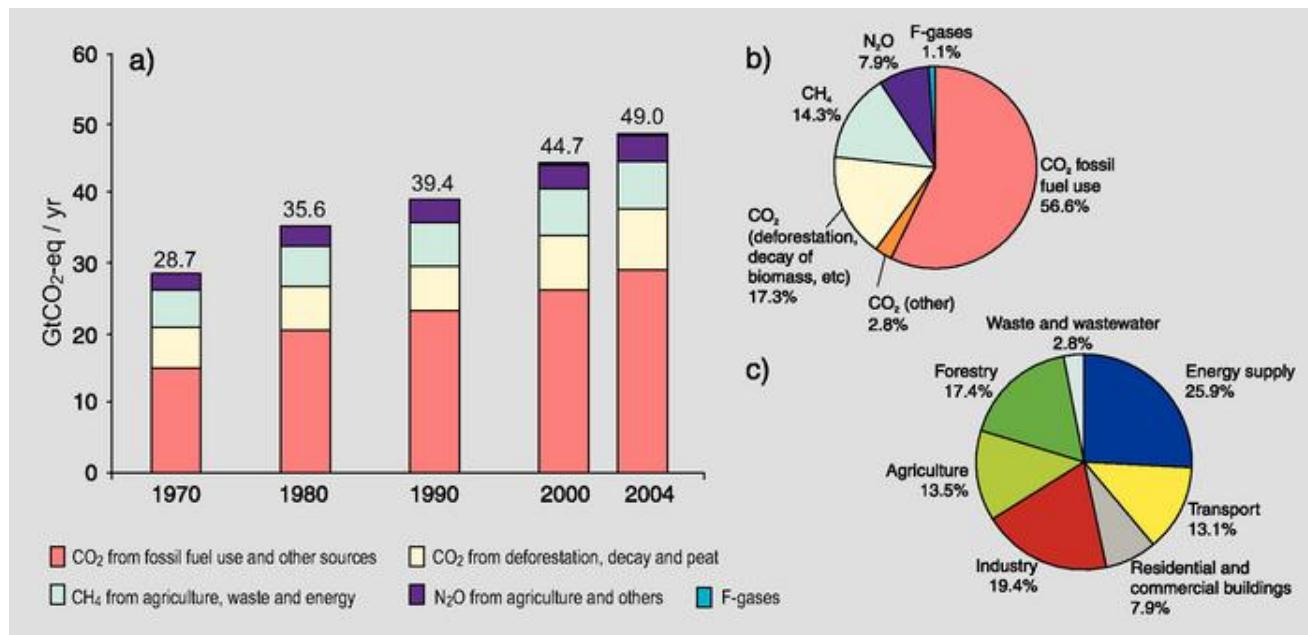 a)
60
50
40
30
20
10
0
GtCO₂-eq / yr
28.7
35.6
39.4
44.7
49.0
1970
1980
1990
2000
2004
CO₂ from fossil fuel use and other sources
CO₂ from deforestation, decay and peat
CH₄ from agriculture, waste and energy
N₂O from agriculture and others
F-gases
b)
F-gases
1.1%
N₂O
7.9%
CH₄
14.3%
CO₂ fossil
fuel use
56.6%
CO₂
(deforestation,
decay of
biomass, etc)
17.3%
CO₂ (other)
2.8%
c)
Waste and wastewater
2.8%
Forestry
17.4%
Energy supply
25.9%
Agriculture
13.5%
Transport
13.1%
Industry
19.4%
Residential and
commercial buildings
7.9%